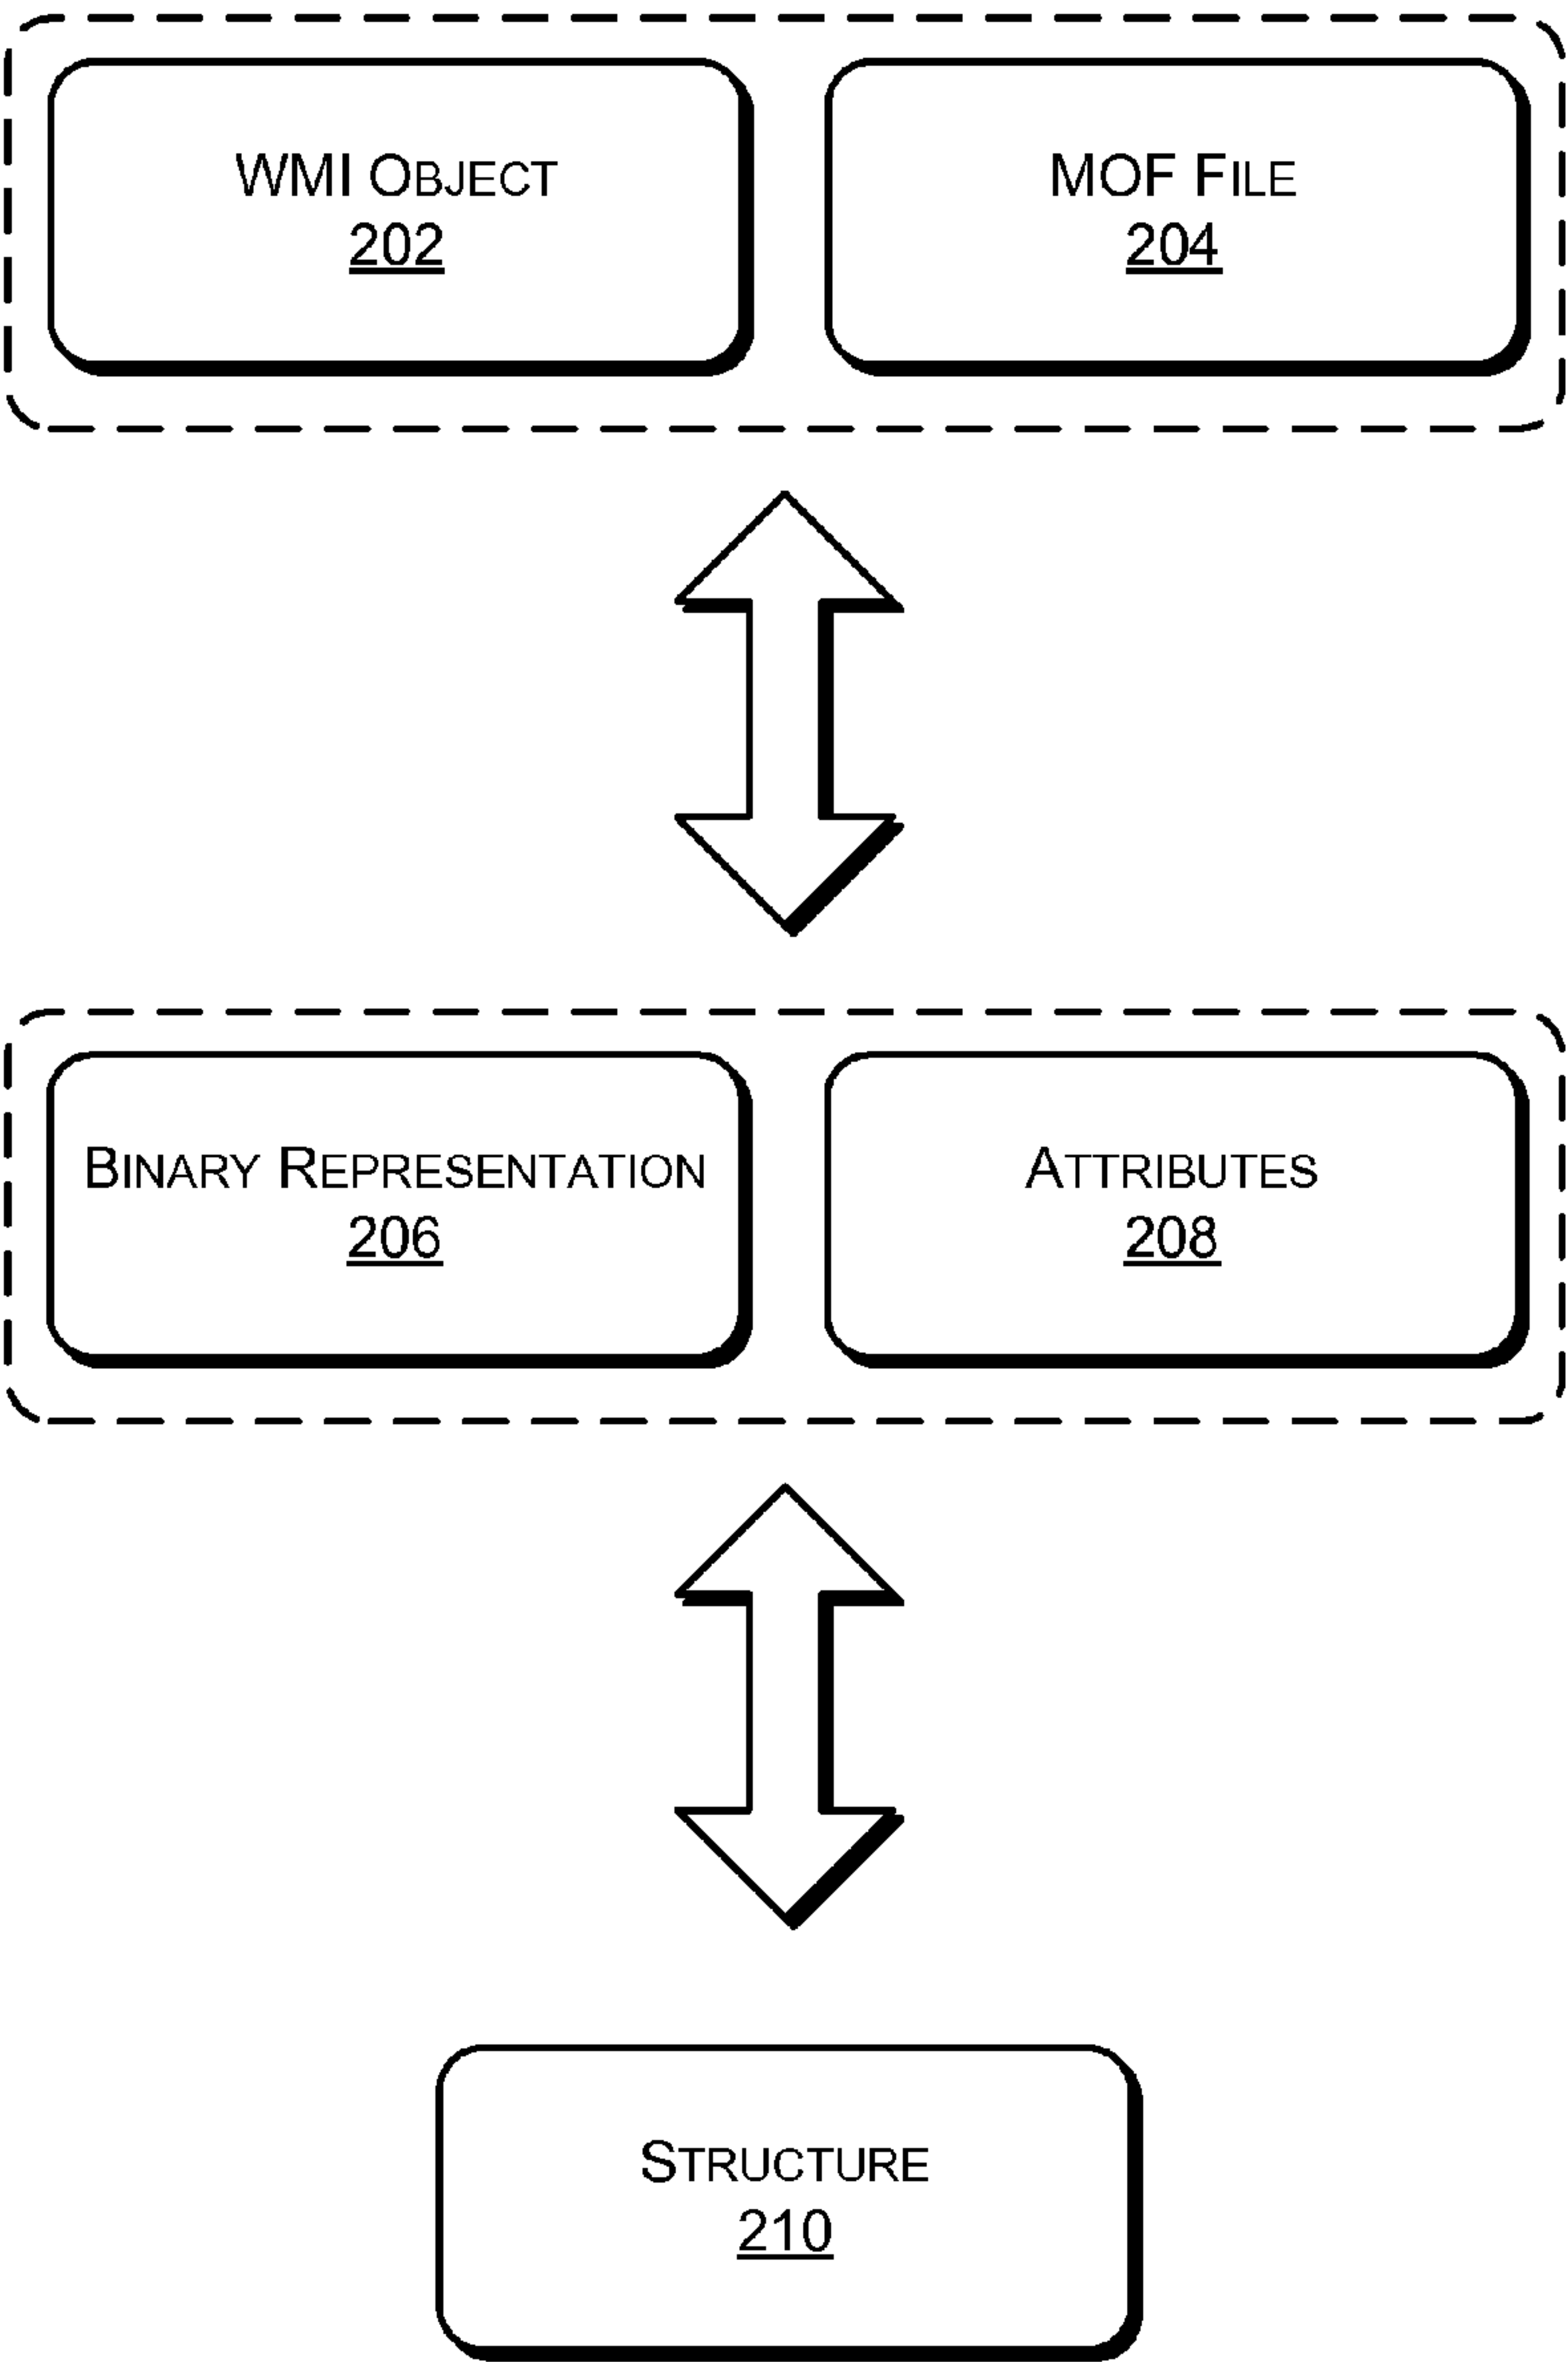 WMI OBJECT
202
MOF FILE
204
BINARY REPRESENTATION
206
ATTRIBUTES
208
STRUCTURE
210